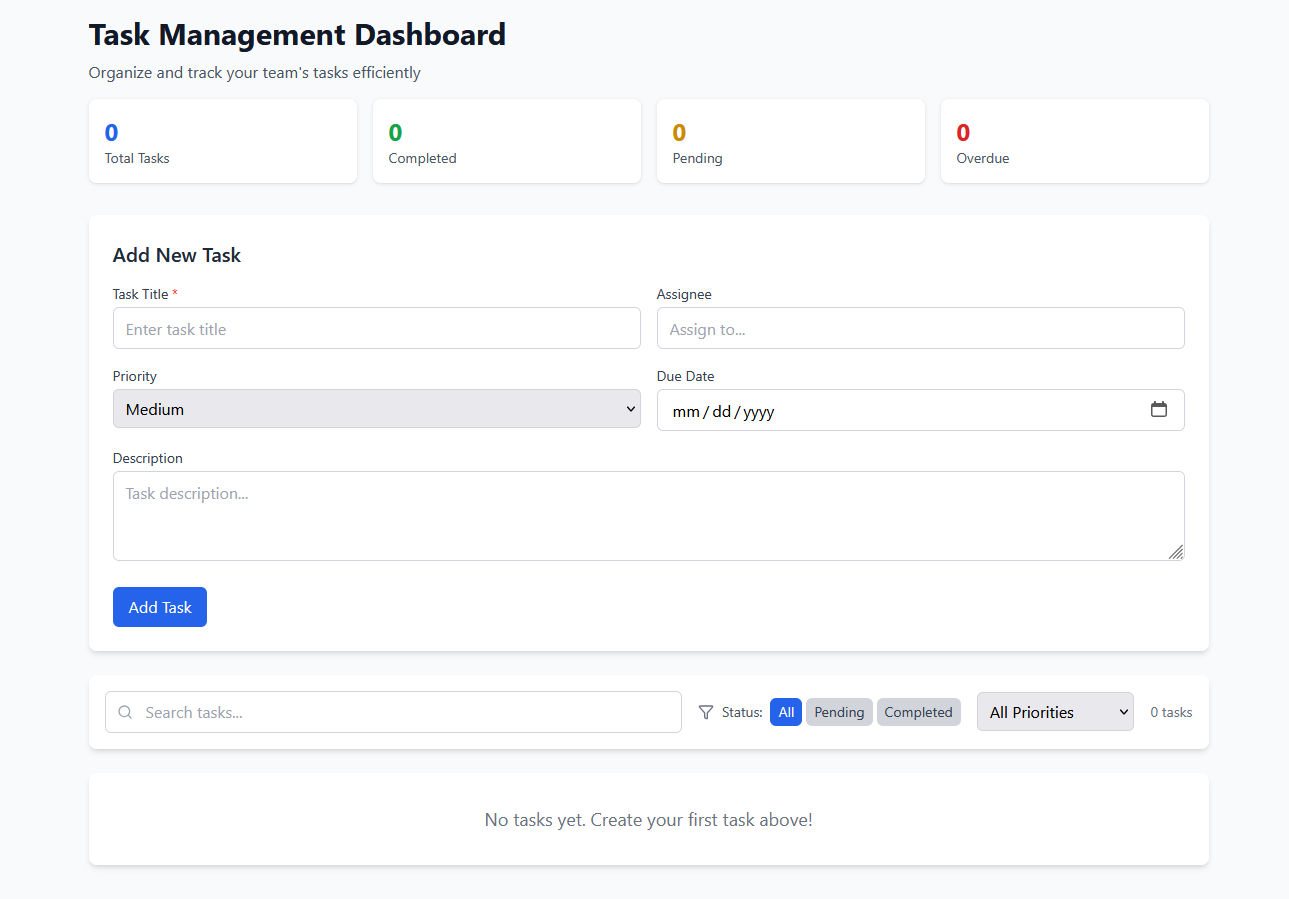 Task Management Dashboard
Organize and track your team's tasks efficiently
0
Total Tasks
0
Completed
0
Pending
0
Overdue
Add New Task
Task Title *
Enter task title
Assignee
Assign to...
Priority
Medium
Due Date
mm/dd/yyyy
Description
Task description...
Add Task
Search tasks...
Status: All Pending Completed
All Priorities
0 tasks
No tasks yet. Create your first task above!